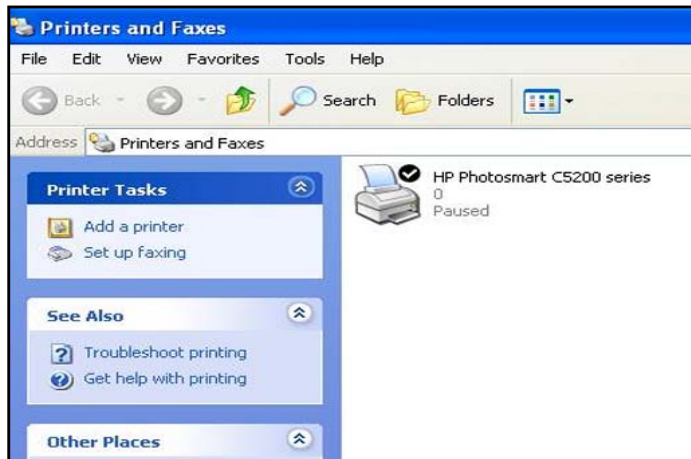 Printers and Faxes
File Edit View Favorites Tools Help
Back Search Folders
Address Printers and Faxes
Printer Tasks
Add a printer
Set up faxing
See Also
Troubleshoot printing
Get help with printing
Other Places
HP Photosmart C5200 series
0
Paused